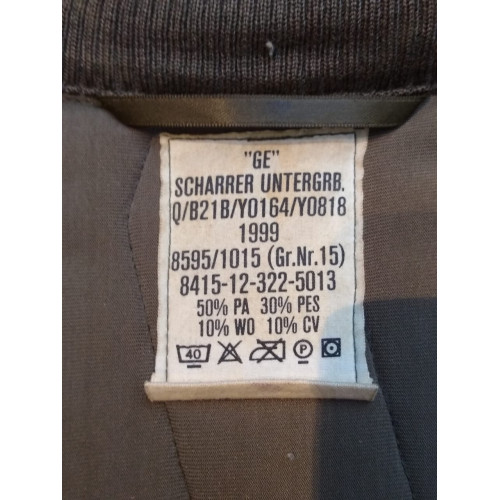 "GE"
SCHARRER UNTERGRB.
Q/B21B/Y0164/Y0818
1999
8595/1015 (Gr.Nr.15)
8415-12-322-5013
50% PA 30% PES
10% WO 10% CV
40 P